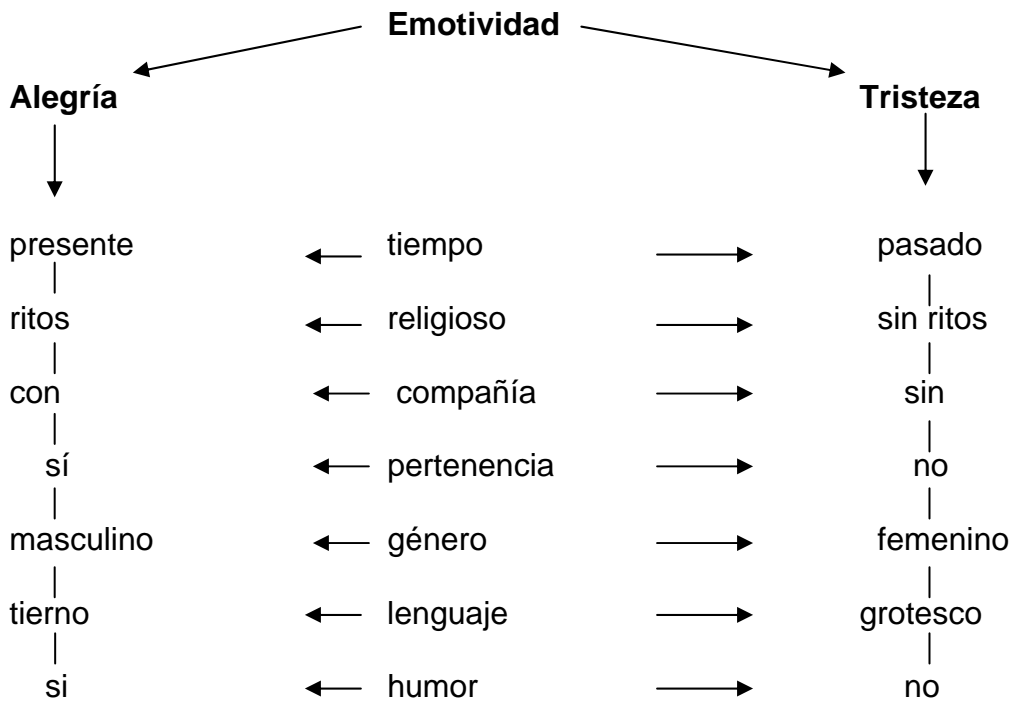 Emotividad
Alegría Tristeza
presente tiempo pasado
ritos religioso sin ritos
con compañía sin
sí pertenencia no
masculino género femenino
tierno lenguaje grotesco
si humor no